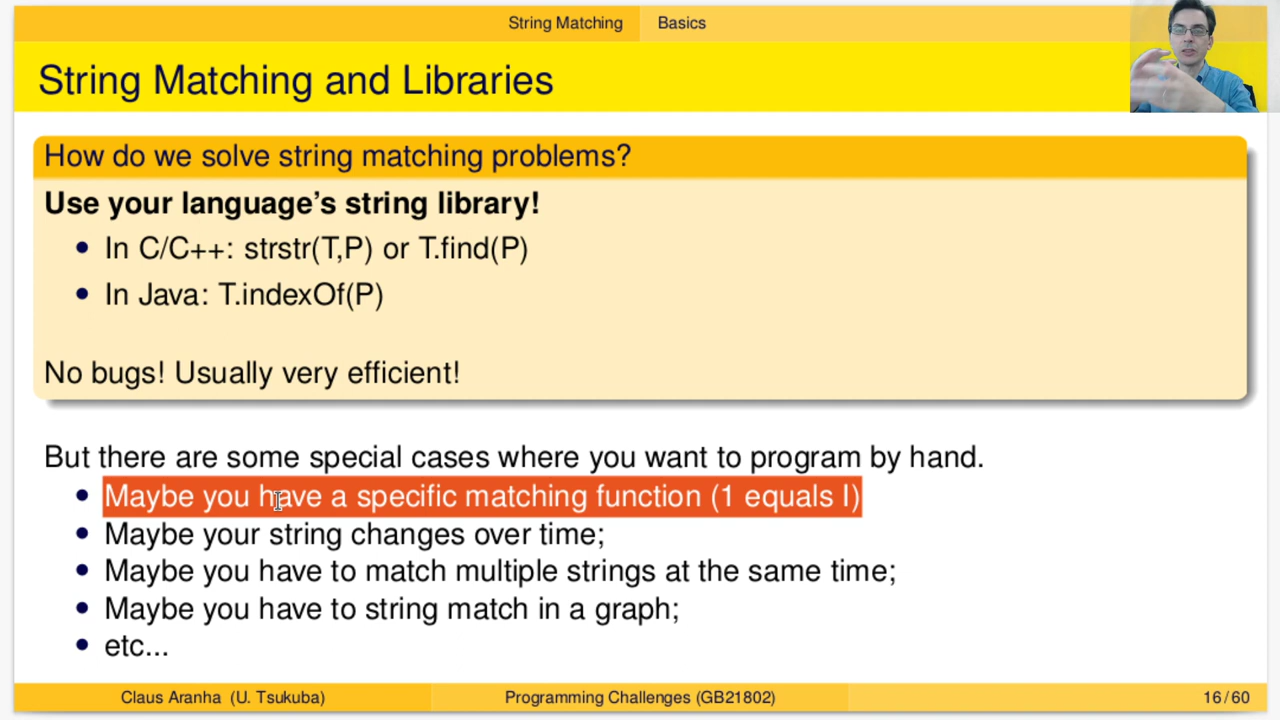 String Matching Basics
String Matching and Libraries
How do we solve string matching problems?
Use your language's string library!
• In C/C++: strstr(T,P) or T.find(P)
• In Java: T.indexOf(P)
No bugs! Usually very efficient!
But there are some special cases where you want to program by hand.
• Maybe you have a specific matching function (1 equals I)
• Maybe your string changes over time;
• Maybe you have to match multiple strings at the same time;
• Maybe you have to string match in a graph;
• etc...
Claus Aranha (U. Tsukuba) Programming Challenges (GB21802) 16/60